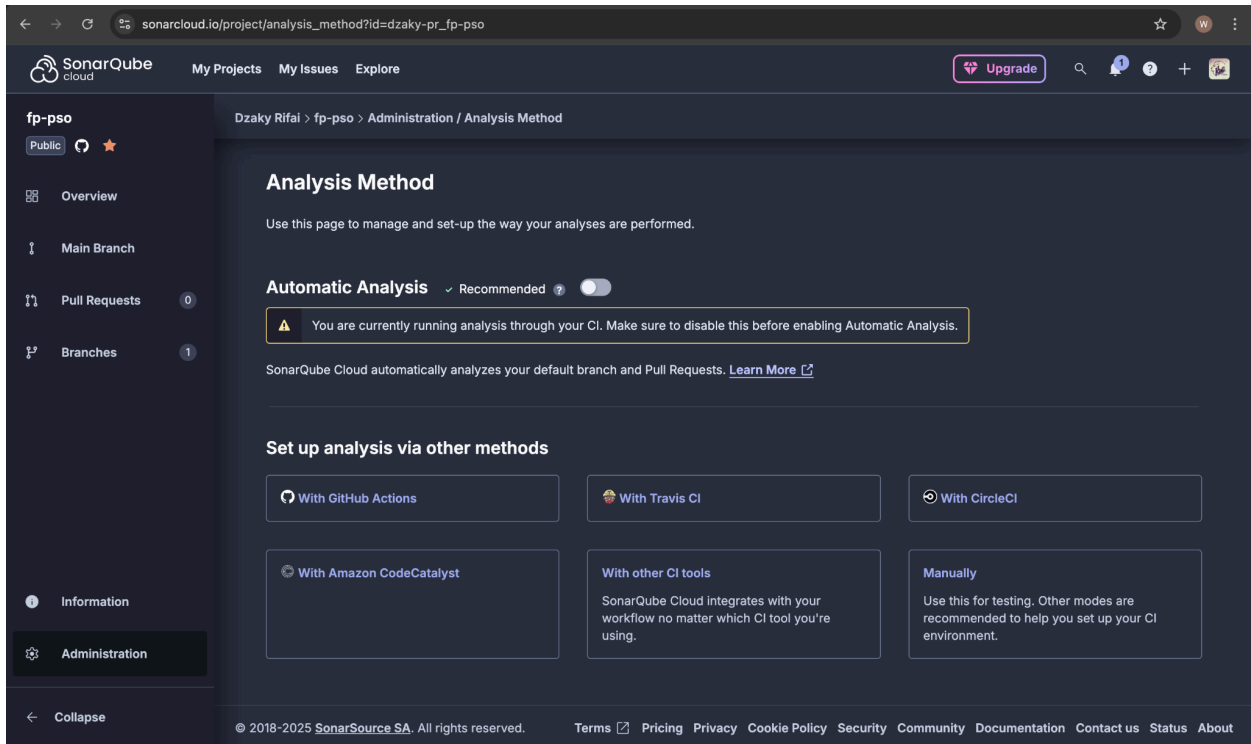 sonarcloud.io/project/analysis_method?id=dzaky-pr_fp-pso
W
SonarQube
cloud
My Projects My Issues Explore
Upgrade
1
fp-pso
Public
Dzaky Rifai > fp-pso > Administration / Analysis Method
Overview
Main Branch
Pull Requests 0
Branches 1
Information
Administration
Collapse
Analysis Method
Use this page to manage and set-up the way your analyses are performed.
Automatic Analysis Recommended ?
You are currently running analysis through your CI. Make sure to disable this before enabling Automatic Analysis.
SonarQube Cloud automatically analyzes your default branch and Pull Requests. Learn More
Set up analysis via other methods
With GitHub Actions
With Travis CI
With CircleCI
With Amazon CodeCatalyst
With other CI tools
SonarQube Cloud integrates with your
workflow no matter which CI tool you're
using.
Manually
Use this for testing. Other modes are
recommended to help you set up your CI
environment.
© 2018-2025 SonarSource SA. All rights reserved.
Terms Pricing Privacy Cookie Policy Security Community Documentation Contact us Status About